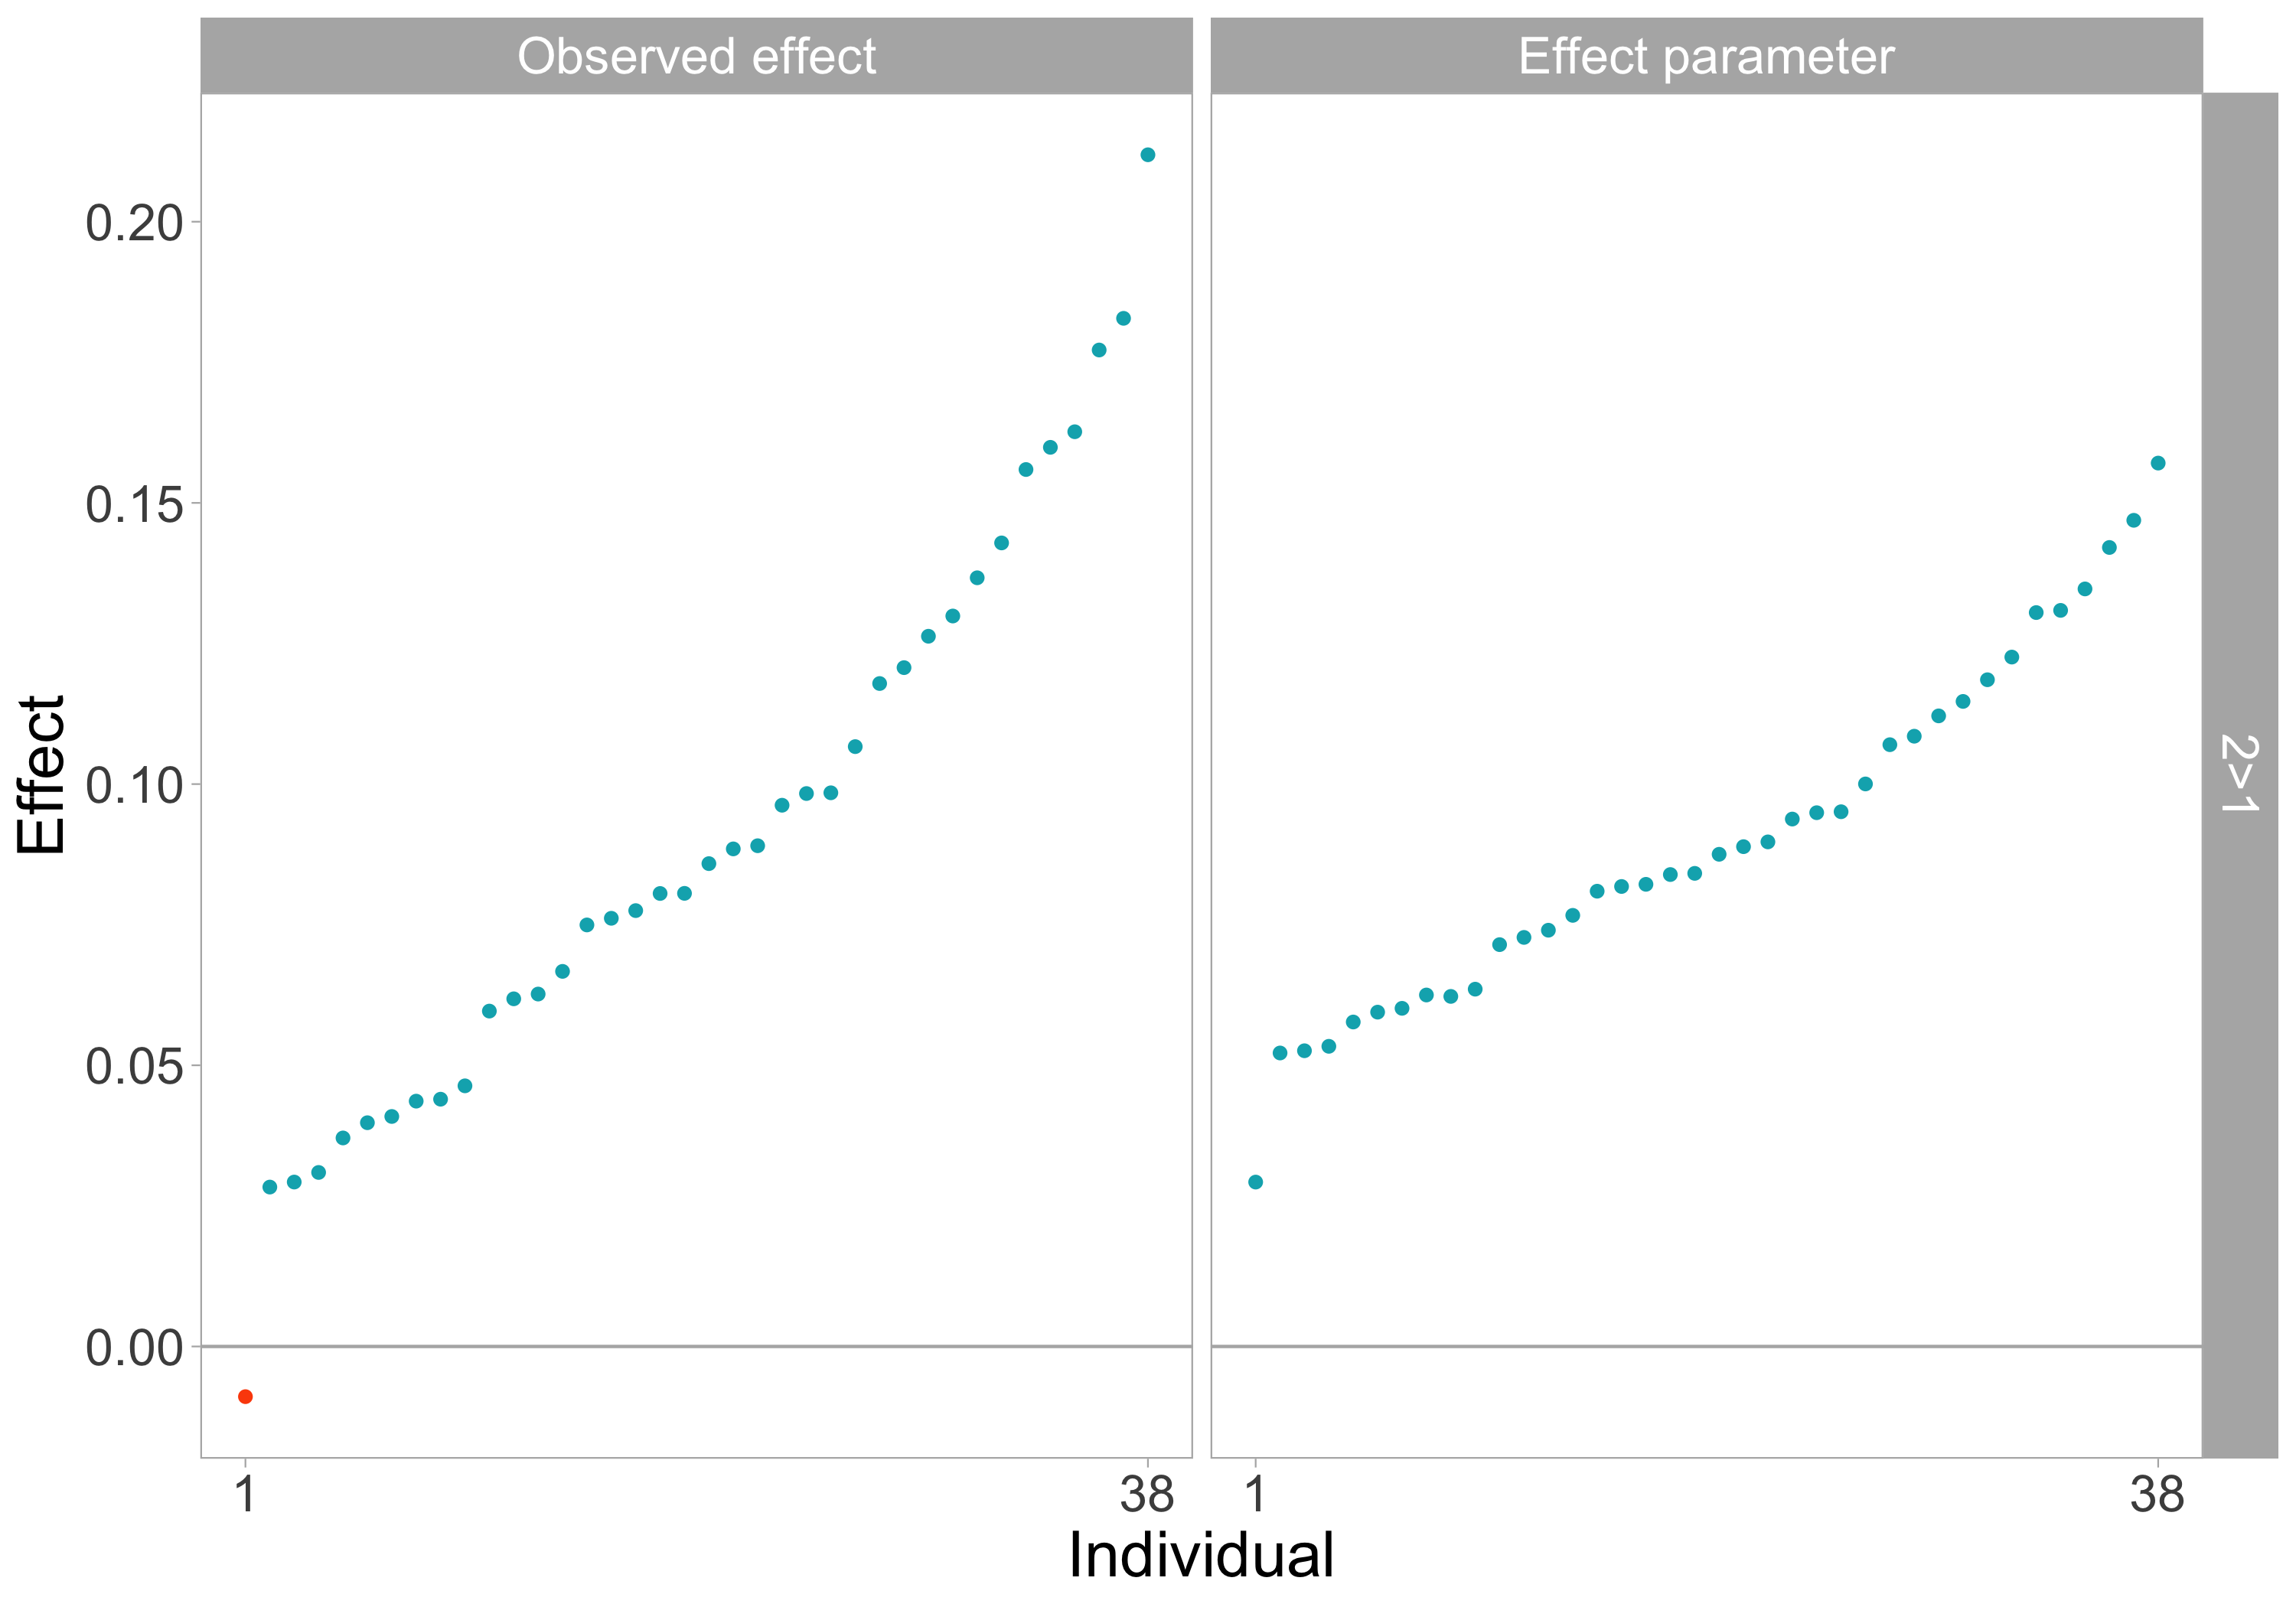 Observed effect
Effect parameter
0.20
0.15
0.10
0.05
0.00
Effect
2<1
1
38
1
38
Individual